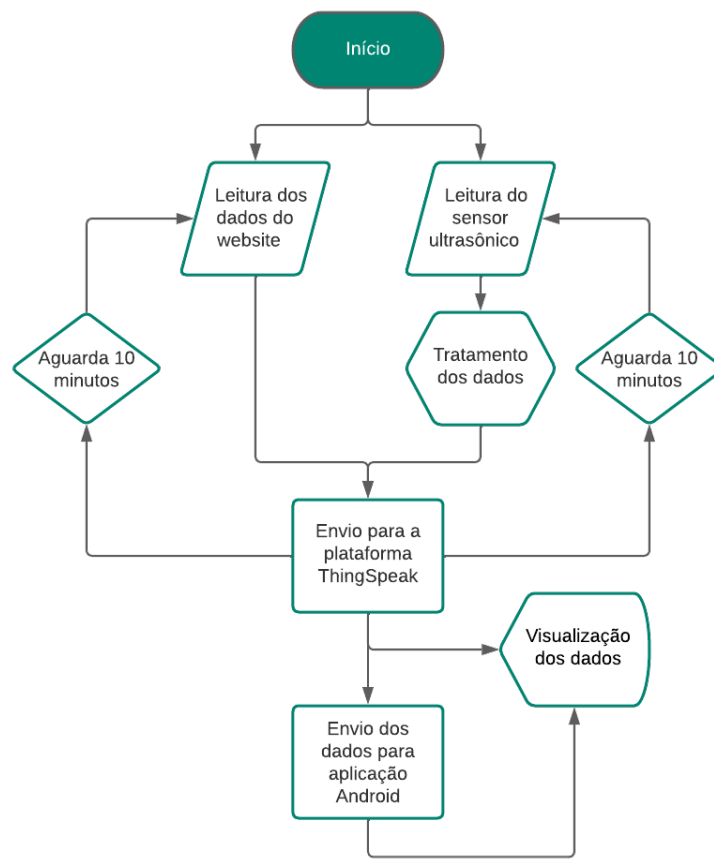 Início
Leitura dos
dados do
website
Leitura do
sensor
ultrasônico
Aguarda 10
minutos
Tratamento
dos dados
Aguarda 10
minutos
Envio para a
plataforma
ThingSpeak
Visualização
dos dados
Envio dos
dados para
aplicação
Android